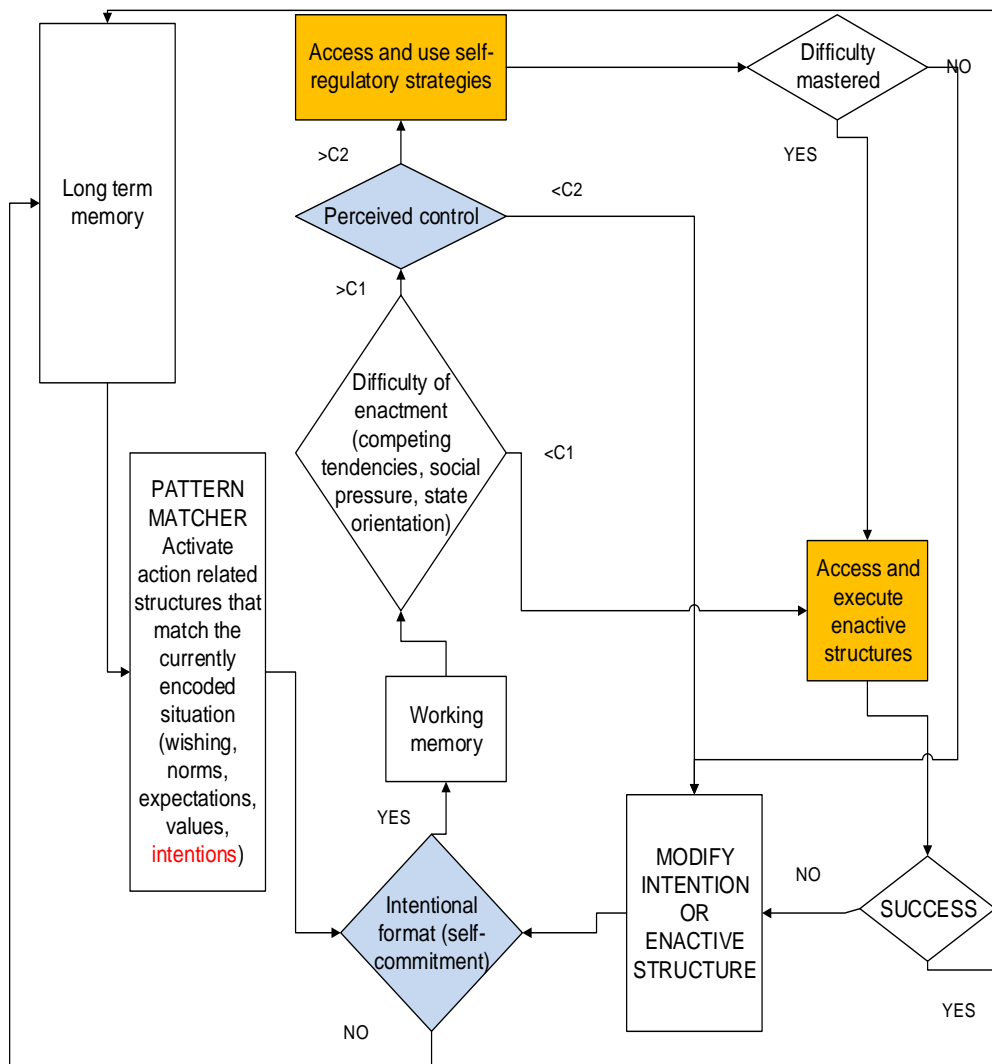 Access and use self-
regulatory strategies
Difficulty
mastered
NO
YES
>C2
Long term
memory
Perceived control
<C2
>C1
Difficulty of
enactment
(competing
tendencies, social
pressure, state
orientation)
<C1
PATTERN
MATCHER
Activate
action related
structures that
match the
currently
encoded
situation
(wishing,
norms,
expectations,
values,
intentions)
Access and
execute
enactive
structures
Working
memory
YES
Intentional
format (self-
commitment)
NO
MODIFY
INTENTION
OR
ENACTIVE
STRUCTURE
NO
SUCCESS
YES